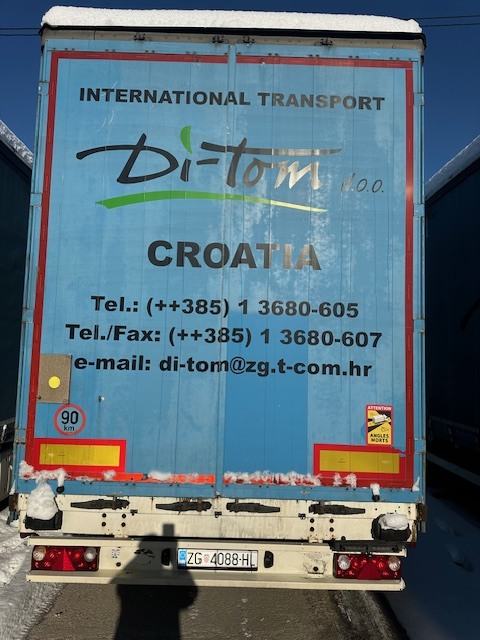 INTERNATIONAL TRANSPORT
Di-tom d.o.o.
CROATIA
Tel.: (++385) 1 3680-605
Tel./Fax: (++385) 1 3680-607
e-mail: di-tom@zg.t-com.hr
90
km
ATTENTION
ANGLES
MORTS
ZG 4088-HL